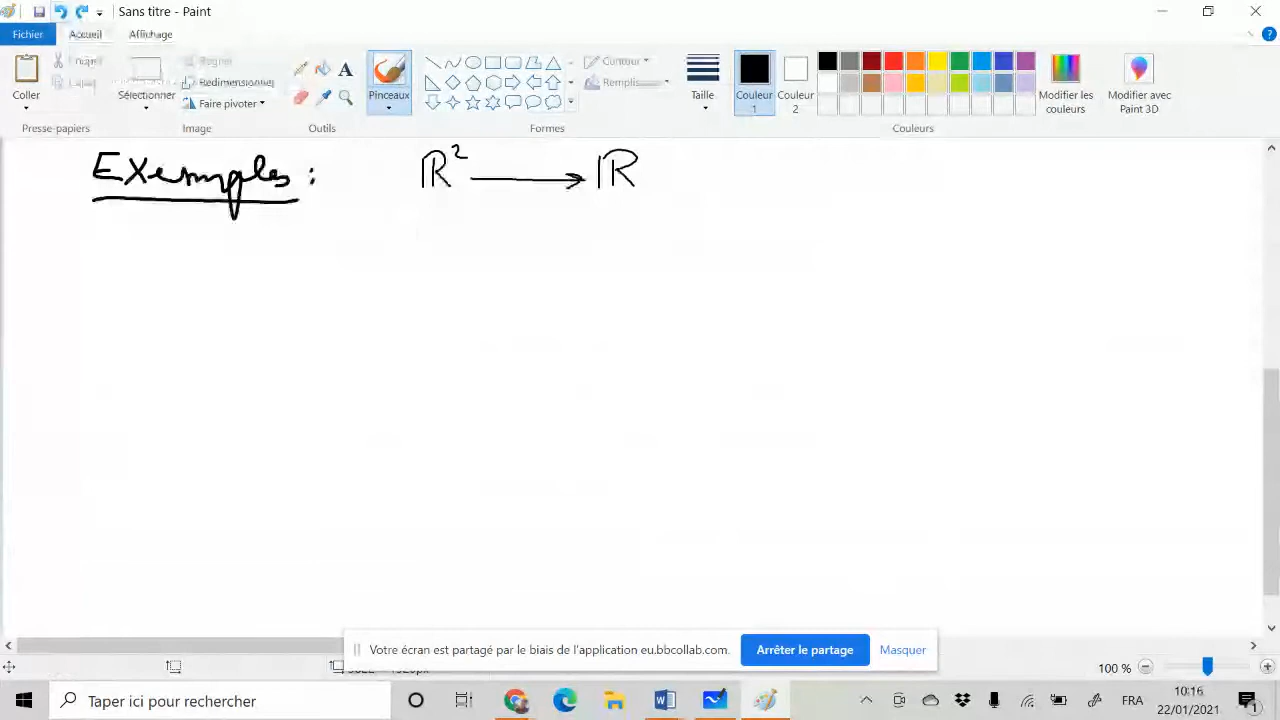 Sans titre - Paint
Fichier Accueil Affichage
Coller
Sélectionner
Rogner
Redimensionner
Faire pivoter
Pinceaux
Contour
Remplissage
Taille
Couleur 1
Couleur 2
Modifier les couleurs
Modifier avec Paint 3D
Presse-papiers Image Outils Formes Couleurs
Exemples : ℝ² ⟶ ℝ
Votre écran est partagé par le biais de l'application eu.bbcollab.com. Arrêter le partage Masquer
100 %
Taper ici pour rechercher
FRA
10:16
22/01/2021